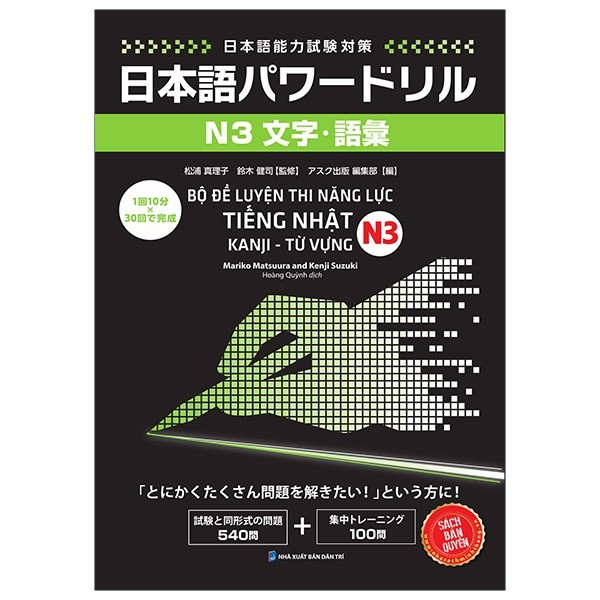 日本語能力試験対策
日本語パワードリル
N3 文字・語彙
松浦 真理子 鈴木 健司【監修】 アスク出版 編集部【編】
1回10分
×
30回で完成
BỘ ĐỀ LUYỆN THI NĂNG LỰC
TIẾNG NHẬT
KANJI - TỪ VỰNG
N3
Mariko Matsuura and Kenji Suzuki
Hoàng Quỳnh dịch
「とにかくたくさん問題を解きたい！」という方に！
試験と同形式の問題
540問
+
集中トレーニング
100問
SÁCH
BẢN
QUYỀN
NHÀ XUẤT BẢN DÂN TRÍ